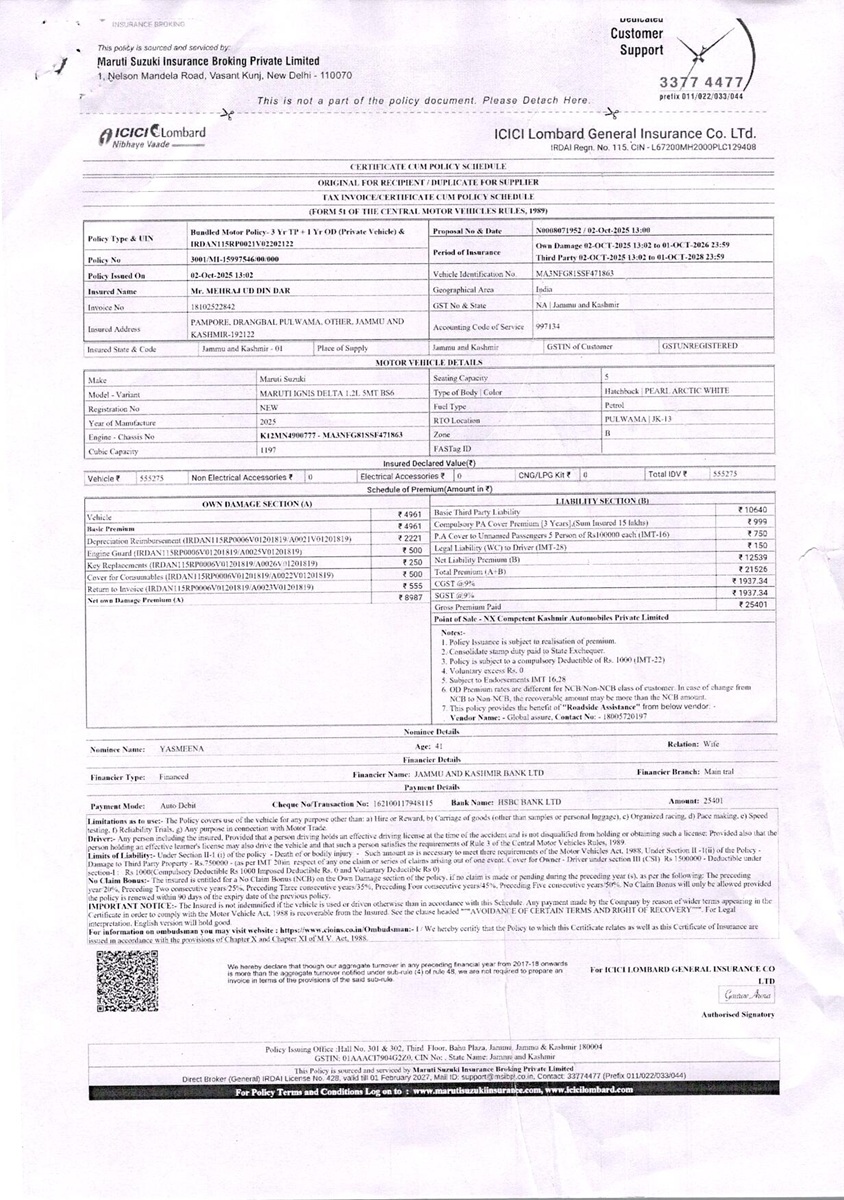 INSURANCE BROKING
This policy is sourced and serviced by:
Maruti Suzuki Insurance Broking Private Limited
1, Nelson Mandela Road, Vasant Kunj, New Delhi - 110070
Dedicated
Customer
Support
3377 4477
prefix 011/022/033/044
This is not a part of the policy document. Please Detach Here.
ICICI Lombard
Nibhaye Vaade
ICICI Lombard General Insurance Co. Ltd.
IRDAI Regn. No. 115. CIN - L67200MH2000PLC129408
CERTIFICATE CUM POLICY SCHEDULE
ORIGINAL FOR RECIPIENT / DUPLICATE FOR SUPPLIER
TAX INVOICE/CERTIFICATE CUM POLICY SCHEDULE
(FORM 51 OF THE CENTRAL MOTOR VEHICLES RULES, 1989)
Policy Type & UIN Bundled Motor Policy- 3 Yr TP + 1 Yr OD (Private Vehicle) & IRDAN115RP0021V02202122
Proposal No & Date N0008071952 / 02-Oct-2025 13:00
Period of Insurance Own Damage 02-OCT-2025 13:02 to 01-OCT-2026 23:59
Third Party 02-OCT-2025 13:02 to 01-OCT-2028 23:59
Policy No 3001/MI-15997546/00/000
Policy Issued On 02-Oct-2025 13:02
Vehicle Identification No. MA3NFG81SSF471863
Insured Name Mr. MEHRAJ UD DIN DAR
Geographical Area India
Invoice No 18102522842
GST No & State NA | Jammu and Kashmir
Insured Address PAMPORE, DRANGBAL PULWAMA, OTHER, JAMMU AND KASHMIR-192122
Accounting Code of Service 997134
Insured State & Code Jammu and Kashmir - 01 Place of Supply Jammu and Kashmir GSTIN of Customer GSTUNREGISTERED
MOTOR VEHICLE DETAILS
Make Maruti Suzuki Seating Capacity 5
Model - Variant MARUTI IGNIS DELTA 1.2L 5MT BS6 Type of Body | Color Hatchback | PEARL ARCTIC WHITE
Registration No NEW Fuel Type Petrol
Year of Manufacture 2025 RTO Location PULWAMA | JK-13
Engine - Chassis No K12MN4900777 - MA3NFG81SSF471863 Zone B
Cubic Capacity 1197 FASTag ID
Insured Declared Value(₹)
Vehicle ₹ 555275 Non Electrical Accessories ₹ 0 Electrical Accessories ₹ 0 CNG/LPG Kit ₹ 0 Total IDV ₹ 555275
Schedule of Premium(Amount in ₹)
OWN DAMAGE SECTION (A)
Vehicle ₹ 4961
Basic Premium ₹ 4961
Depreciation Reimbursement (IRDAN115RP0006V01201819/A0021V01201819) ₹ 2221
Engine Guard (IRDAN115RP0006V01201819/A0025V01201819) ₹ 500
Key Replacements (IRDAN115RP0006V01201819/A0026V01201819) ₹ 250
Cover for Consumables (IRDAN115RP0006V01201819/A0022V01201819) ₹ 500
Return to Invoice (IRDAN115RP0006V01201819/A0023V01201819) ₹ 555
Net own Damage Premium (A) ₹ 8987
LIABILITY SECTION (B)
Basic Third Party Liability ₹ 10640
Compulsory PA Cover Premium [3 Years],(Sum Insured 15 lakhs) ₹ 999
P.A Cover to Unnamed Passengers 5 Person of Rs100000 each (IMT-16) ₹ 750
Legal Liability (WC) to Driver (IMT-28) ₹ 150
Net Liability Premium (B) ₹ 12539
Total Premium (A+B) ₹ 21526
CGST @9% ₹ 1937.34
SGST @9% ₹ 1937.34
Gross Premium Paid ₹ 25401
Point of Sale - NX Competent Kashmir Automobiles Private Limited
Notes:-
1. Policy Issuance is subject to realisation of premium.
2. Consolidate stamp duty paid to State Exchequer.
3. Policy is subject to a compulsory Deductible of Rs. 1000 (IMT-22)
4. Voluntary excess Rs. 0
5. Subject to Endorsements IMT 16,28
6. OD Premium rates are different for NCB/Non-NCB class of customer. In case of change from
NCB to Non-NCB, the recoverable amount may be more than the NCB amount.
7. This policy provides the benefit of "Roadside Assistance" from below vendor: -
Vendor Name: - Global assure, Contact No: - 18005720197
Nominee Details
Nominee Name: YASMEENA Age: 41 Relation: Wife
Financier Details
Financier Type: Financed Financier Name: JAMMU AND KASHMIR BANK LTD Financier Branch: Main tral
Payment Details
Payment Mode: Auto Debit Cheque No/Transaction No: 162100117948115 Bank Name: HSBC BANK LTD Amount: 25401
Limitations as to use:- The Policy covers use of the vehicle for any purpose other than: a) Hire or Reward, b) Carriage of goods (other than samples or personal luggage), c) Organized racing, d) Pace making, e) Speed
testing, f) Reliability Trials, g) Any purpose in connection with Motor Trade.
Driver:- Any person including the insured, Provided that a person driving holds an effective driving license at the time of the accident and is not disqualified from holding or obtaining such a license; Provided also that the
person holding an effective learner's license may also drive the vehicle and that such a person satisfies the requirements of Rule 3 of the Central Motor Vehicles Rules, 1989.
Limits of Liability:- Under Section II-1 (i) of the policy - Death of or bodily injury - Such amount as is necessary to meet there requirements of the Motor Vehicles Act, 1988, Under Section II -1(ii) of the Policy -
Damage to Third Party Property - Rs.750000 - (as per IMT 20)in respect of any one claim or series of claims arising out of one event. Cover for Owner - Driver under section III (CSI) Rs 1500000 - Deductible under
section-I : Rs 1000(Compulsory Deductible Rs 1000 Imposed Deductible Rs. 0 and Voluntary Deductible Rs 0)
No Claim Bonus:- The insured is entitled for a No Claim Bonus (NCB) on the Own Damage section of the policy, if no claim is made or pending during the preceding year (s), as per the following: The preceding
year/20%, Preceding Two consecutive years/25%, Preceding Three consecutive years/35%, Preceding Four consecutive years/45%, Preceding Five consecutive years/50%. No Claim Bonus will only be allowed provided
the policy is renewed within 90 days of the expiry date of the previous policy.
IMPORTANT NOTICE:- The Insured is not indemnified if the vehicle is used or driven otherwise than in accordance with this Schedule. Any payment made by the Company by reason of wider terms appearing in the
Certificate in order to comply with the Motor Vehicle Act, 1988 is recoverable from the Insured. See the clause headed """AVOIDANCE OF CERTAIN TERMS AND RIGHT OF RECOVERY""". For Legal
interpretation, English version will hold good.
For information on ombudsman you may visit website : https://www.cioins.co.in/Ombudsman:- I / We hereby certify that the Policy to which this Certificate relates as well as this Certificate of Insurance are
issued in accordance with the provisions of Chapter X and Chapter XI of M.V. Act, 1988.
We hereby declare that though our aggregate turnover in any preceding financial year from 2017-18 onwards
is more than the aggregate turnover notified under sub-rule (4) of rule 48, we are not required to prepare an
invoice in terms of the provisions of the said sub-rule.
For ICICI LOMBARD GENERAL INSURANCE CO
LTD
Authorised Signatory
Policy Issuing Office :Hall No. 301 & 302, Third Floor, Bahu Plaza, Jammu, Jammu & Kashmir 180004
GSTIN: 01AAACI7904G2Z0, CIN No: , State Name: Jammu and Kashmir
This Policy is sourced and serviced by Maruti Suzuki Insurance Broking Private Limited
Direct Broker (General) IRDAI License No. 428, valid till 01 February 2027, Mail ID: support@msibpl.co.in, Contact: 33774477 (Prefix 011/022/033/044)
For Policy Terms and Conditions Log on to : www.marutisuzukiinsurance.com, www.icicilombard.com